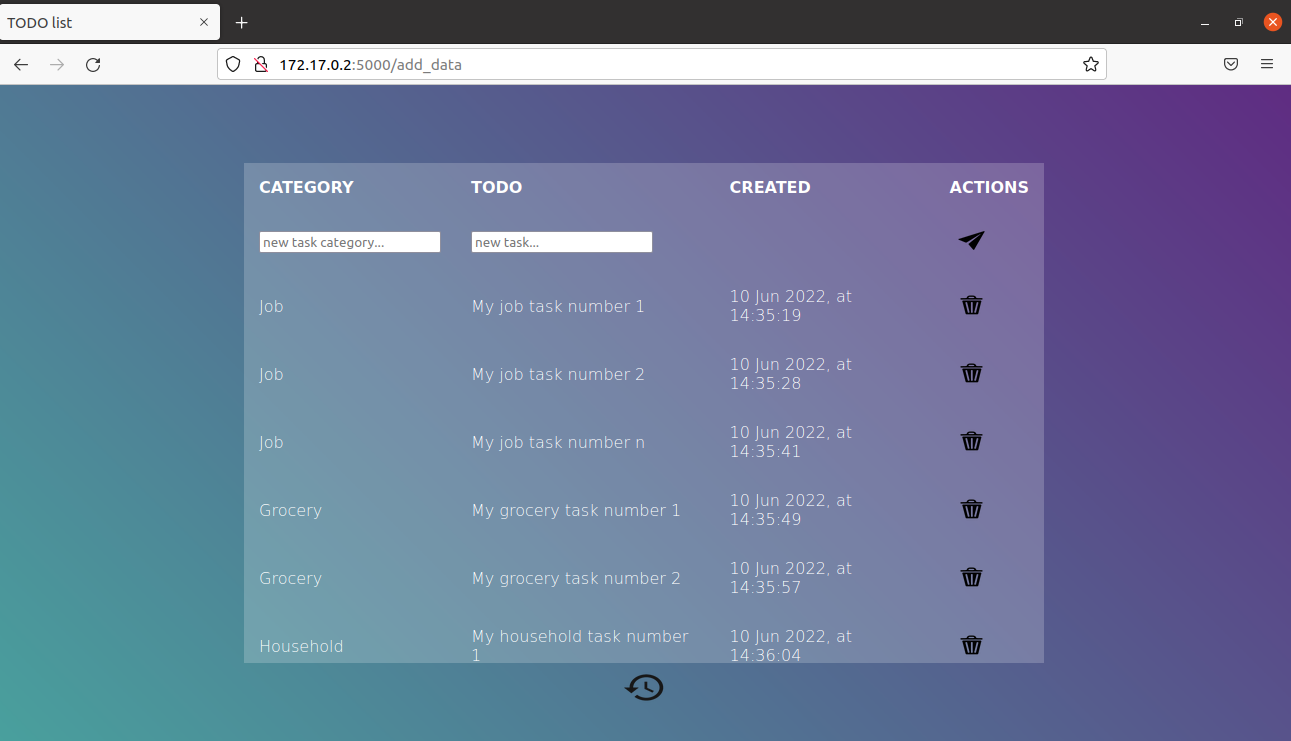 TODO list
172.17.0.2:5000/add_data
CATEGORY TODO CREATED ACTIONS
new task category... new task...
Job My job task number 1 10 Jun 2022, at
14:35:19
Job My job task number 2 10 Jun 2022, at
14:35:28
Job My job task number n 10 Jun 2022, at
14:35:41
Grocery My grocery task number 1 10 Jun 2022, at
14:35:49
Grocery My grocery task number 2 10 Jun 2022, at
14:35:57
Household My household task number 10 Jun 2022, at
1 14:36:04